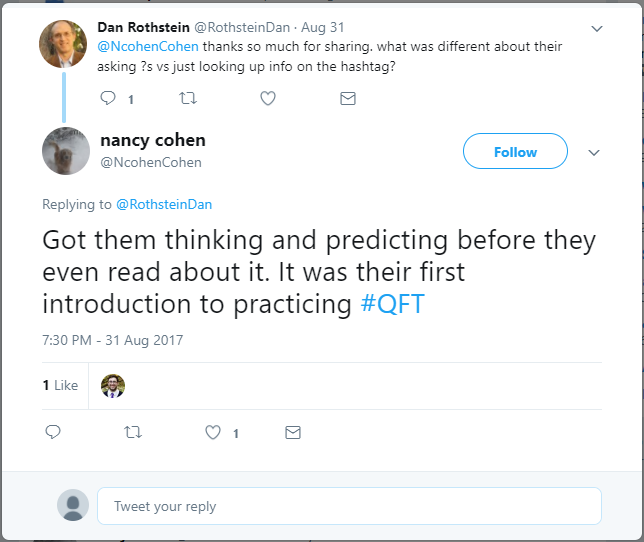 Dan Rothstein @RothsteinDan · Aug 31
@NcohenCohen thanks so much for sharing. what was different about their
asking ?s vs just looking up info on the hashtag?
1
nancy cohen
@NcohenCohen
Follow
Replying to @RothsteinDan
Got them thinking and predicting before they
even read about it. It was their first
introduction to practicing #QFT
7:30 PM - 31 Aug 2017
1 Like
1
Tweet your reply